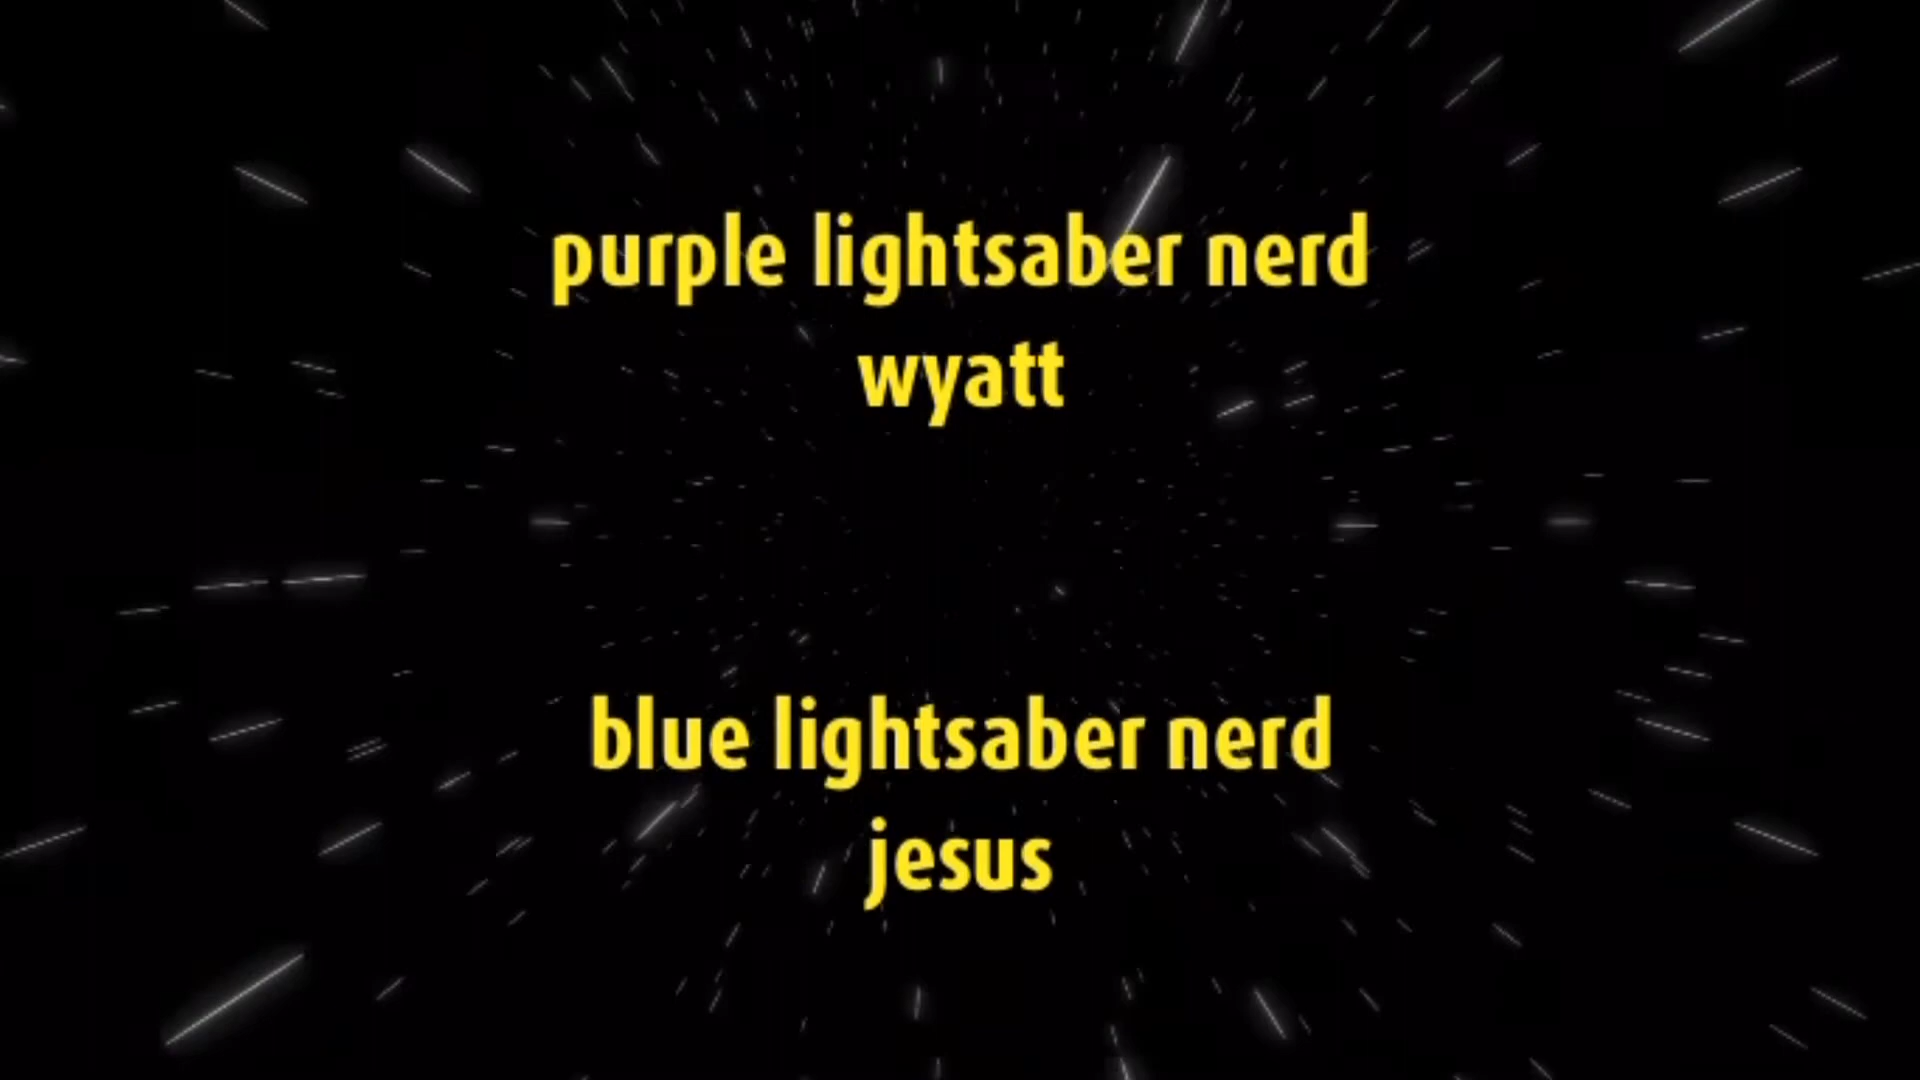 purple lightsaber nerd
wyatt
blue lightsaber nerd
jesus